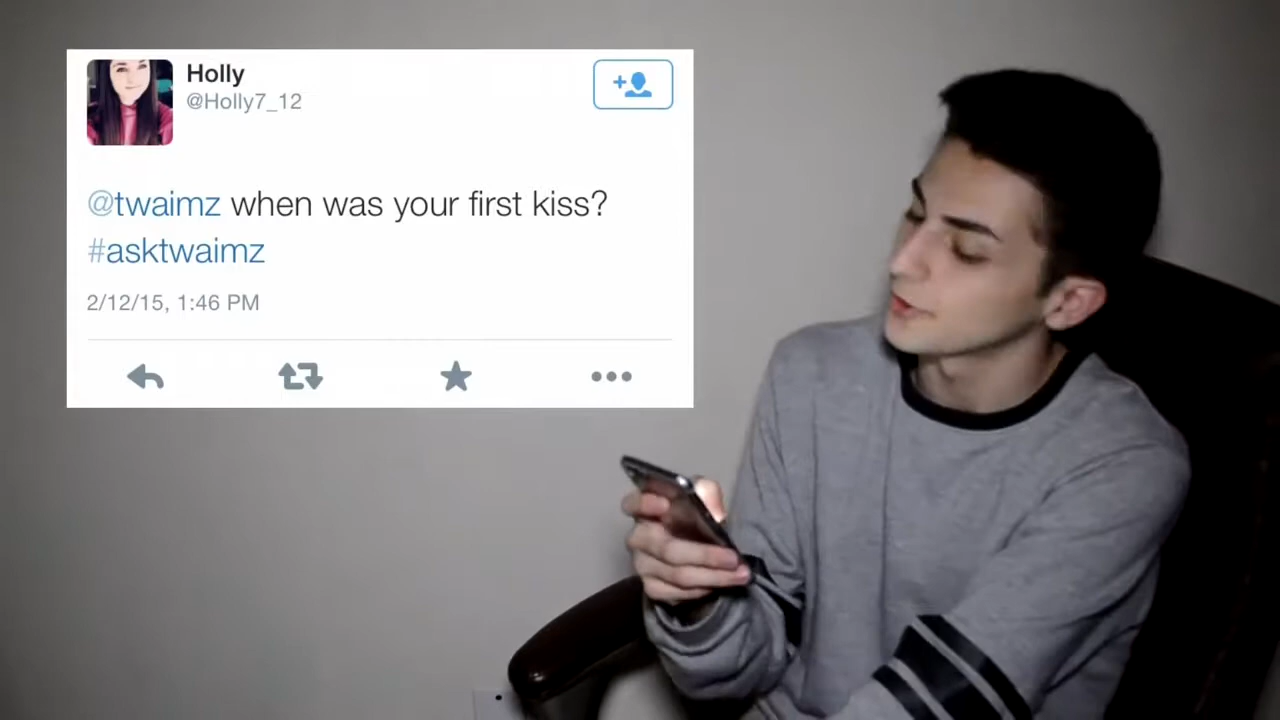 Holly
@Holly7_12
@twaimz when was your first kiss?
#asktwaimz
2/12/15, 1:46 PM